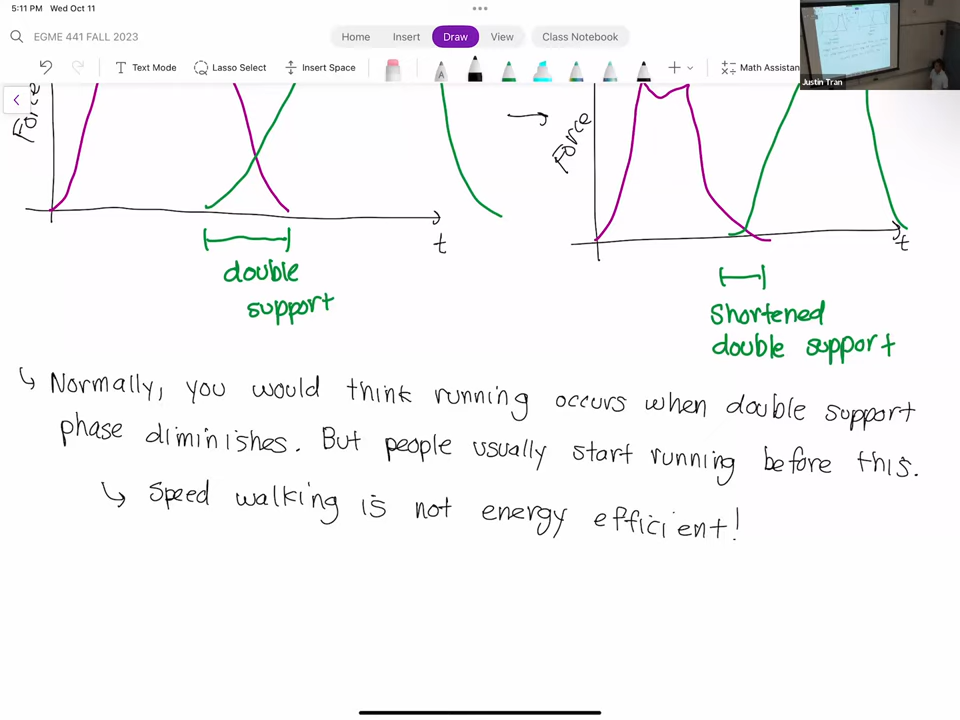 5:11 PM Wed Oct 11
EGME 441 FALL 2023
Home Insert Draw View Class Notebook
Text Mode Lasso Select Insert Space Math Assistan
Justin Tran
Force
t
double
support
Force
t
Shortened
double support
Normally, you would think running occurs when double support
phase diminishes. But people usually start running before this.
Speed walking is not energy efficient!